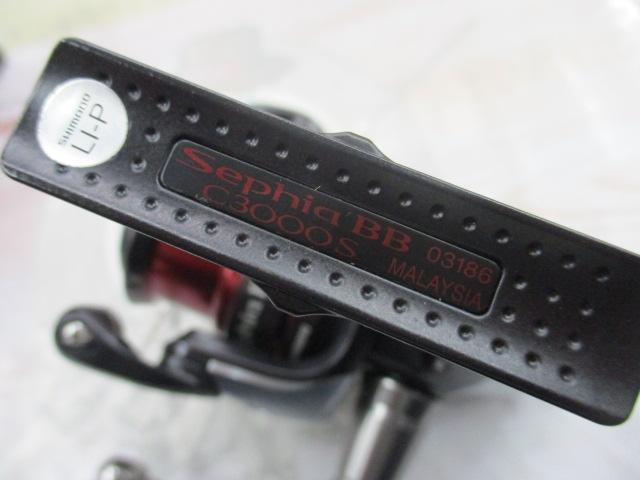 SHIMANO
LI-P
Sephia BB
C3000S
03186
MALAYSIA